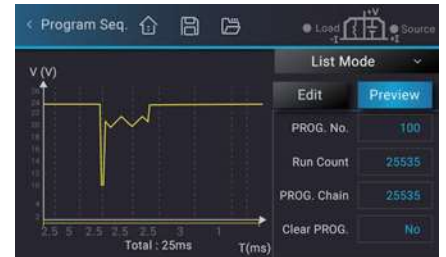 < Program Seq.
Load
-I
+V
+I
Source
List Mode
V (V)
Edit Preview
PROG. No. 100
Run Count 25535
PROG. Chain 25535
Clear PROG. No
2.5 5 2.5 2.5 2.5 3 1
Total : 25ms
T(ms)